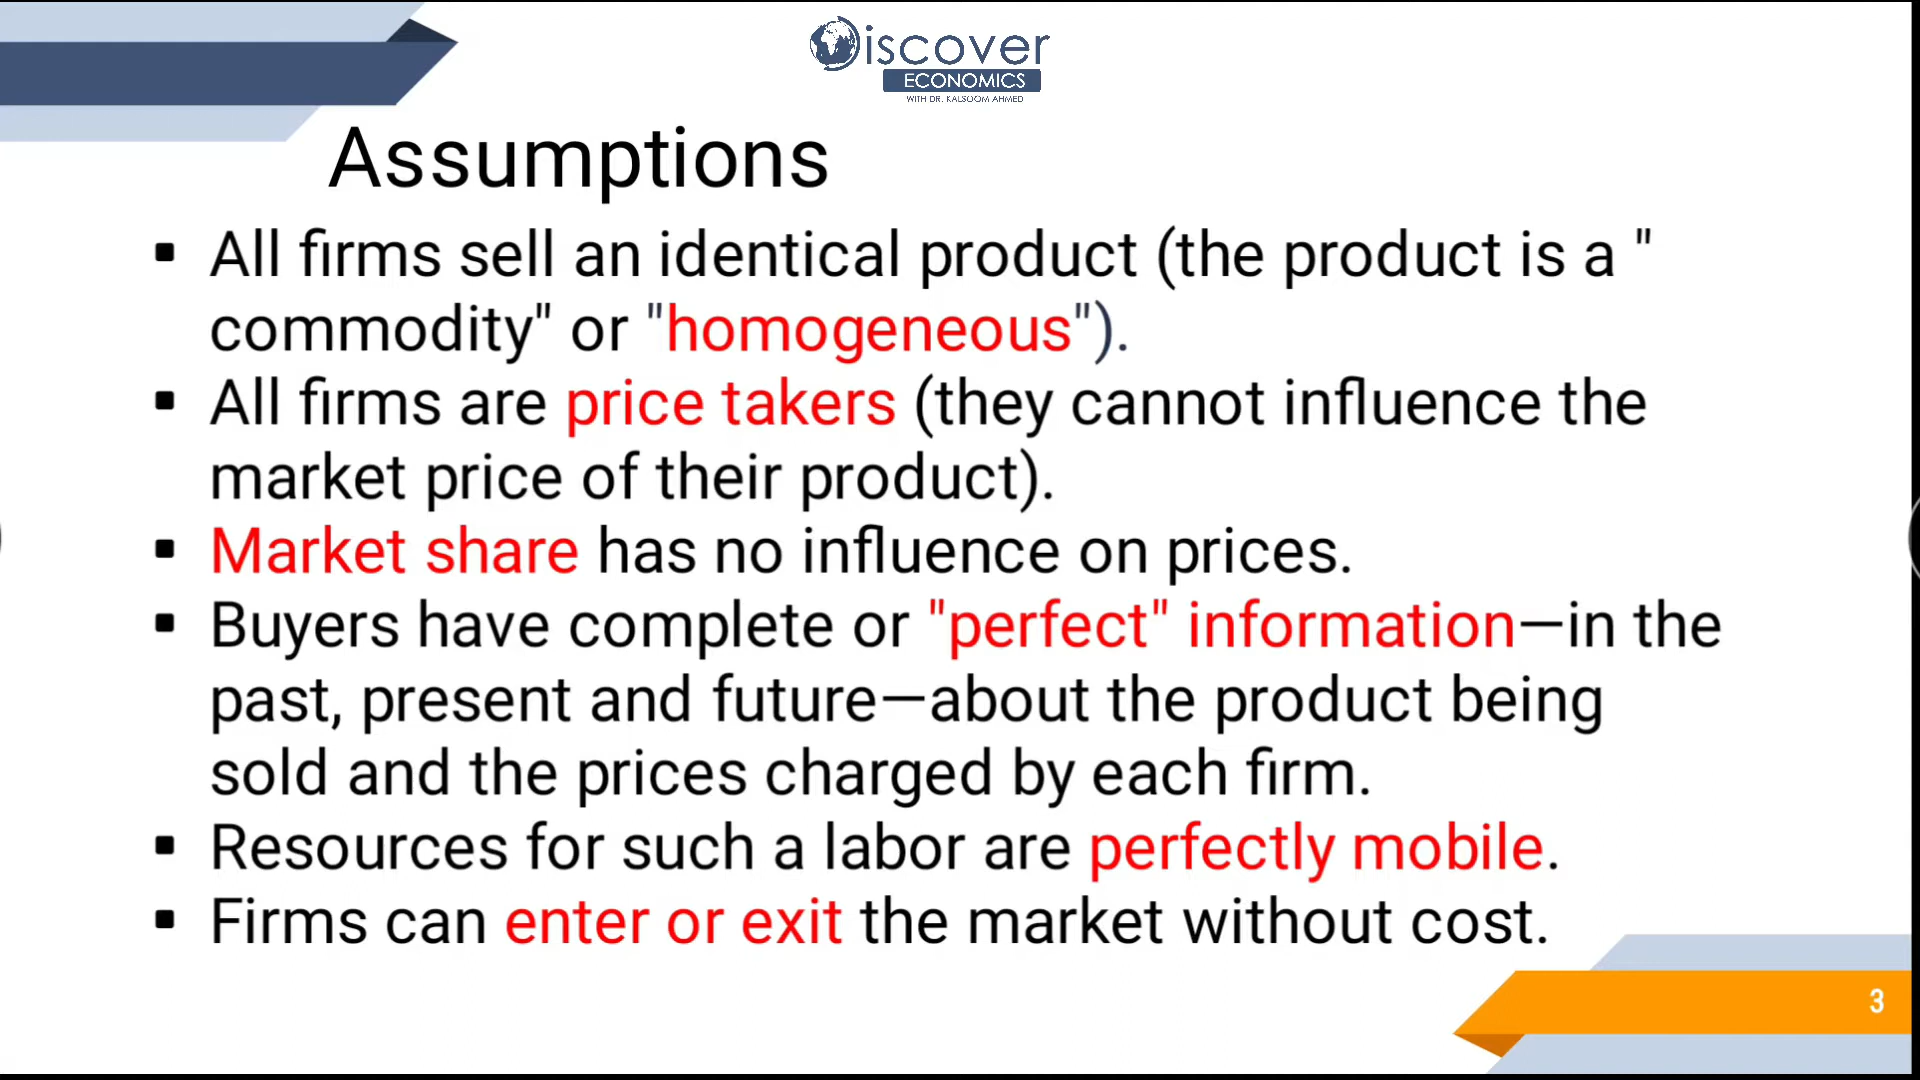 Discover
ECONOMICS
WITH DR. KALSOOM AHMED
Assumptions
▪ All firms sell an identical product (the product is a "
commodity" or "homogeneous").
▪ All firms are price takers (they cannot influence the
market price of their product).
▪ Market share has no influence on prices.
▪ Buyers have complete or "perfect" information—in the
past, present and future—about the product being
sold and the prices charged by each firm.
▪ Resources for such a labor are perfectly mobile.
▪ Firms can enter or exit the market without cost.
3